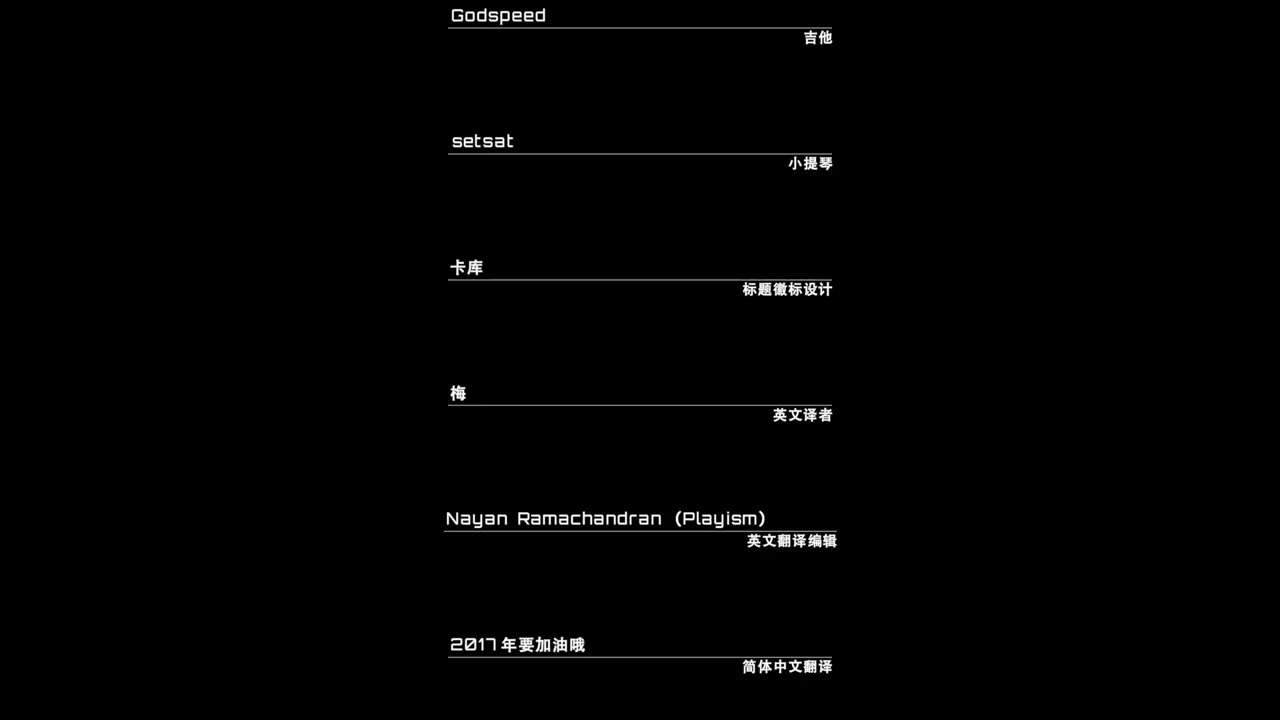 Godspeed
吉他
setsat
小提琴
卡库
标题徽标设计
梅
英文译者
Nayan Ramachandran (Playism)
英文翻译编辑
2017年要加油哦
简体中文翻译